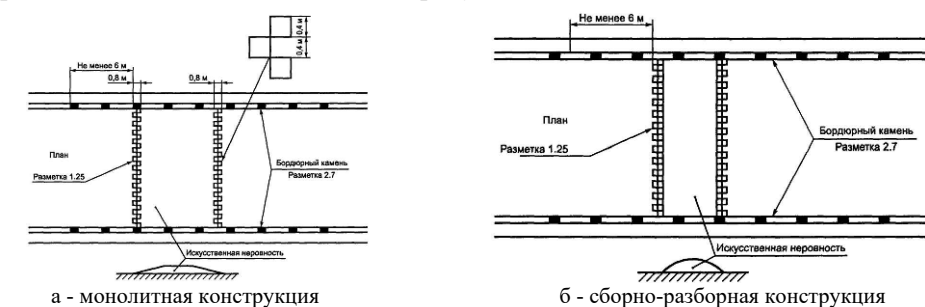 0,4 м
0,4 м
Не менее 6 м
0,8 м
0,8 м
План
Разметка 1.25
Бордюрный камень
Разметка 2.7
Искусственная неровность
а - монолитная конструкция
Не менее 6 м
План
Разметка 1.25
Бордюрный камень
Разметка 2.7
Искусственная неровность
б - сборно-разборная конструкция